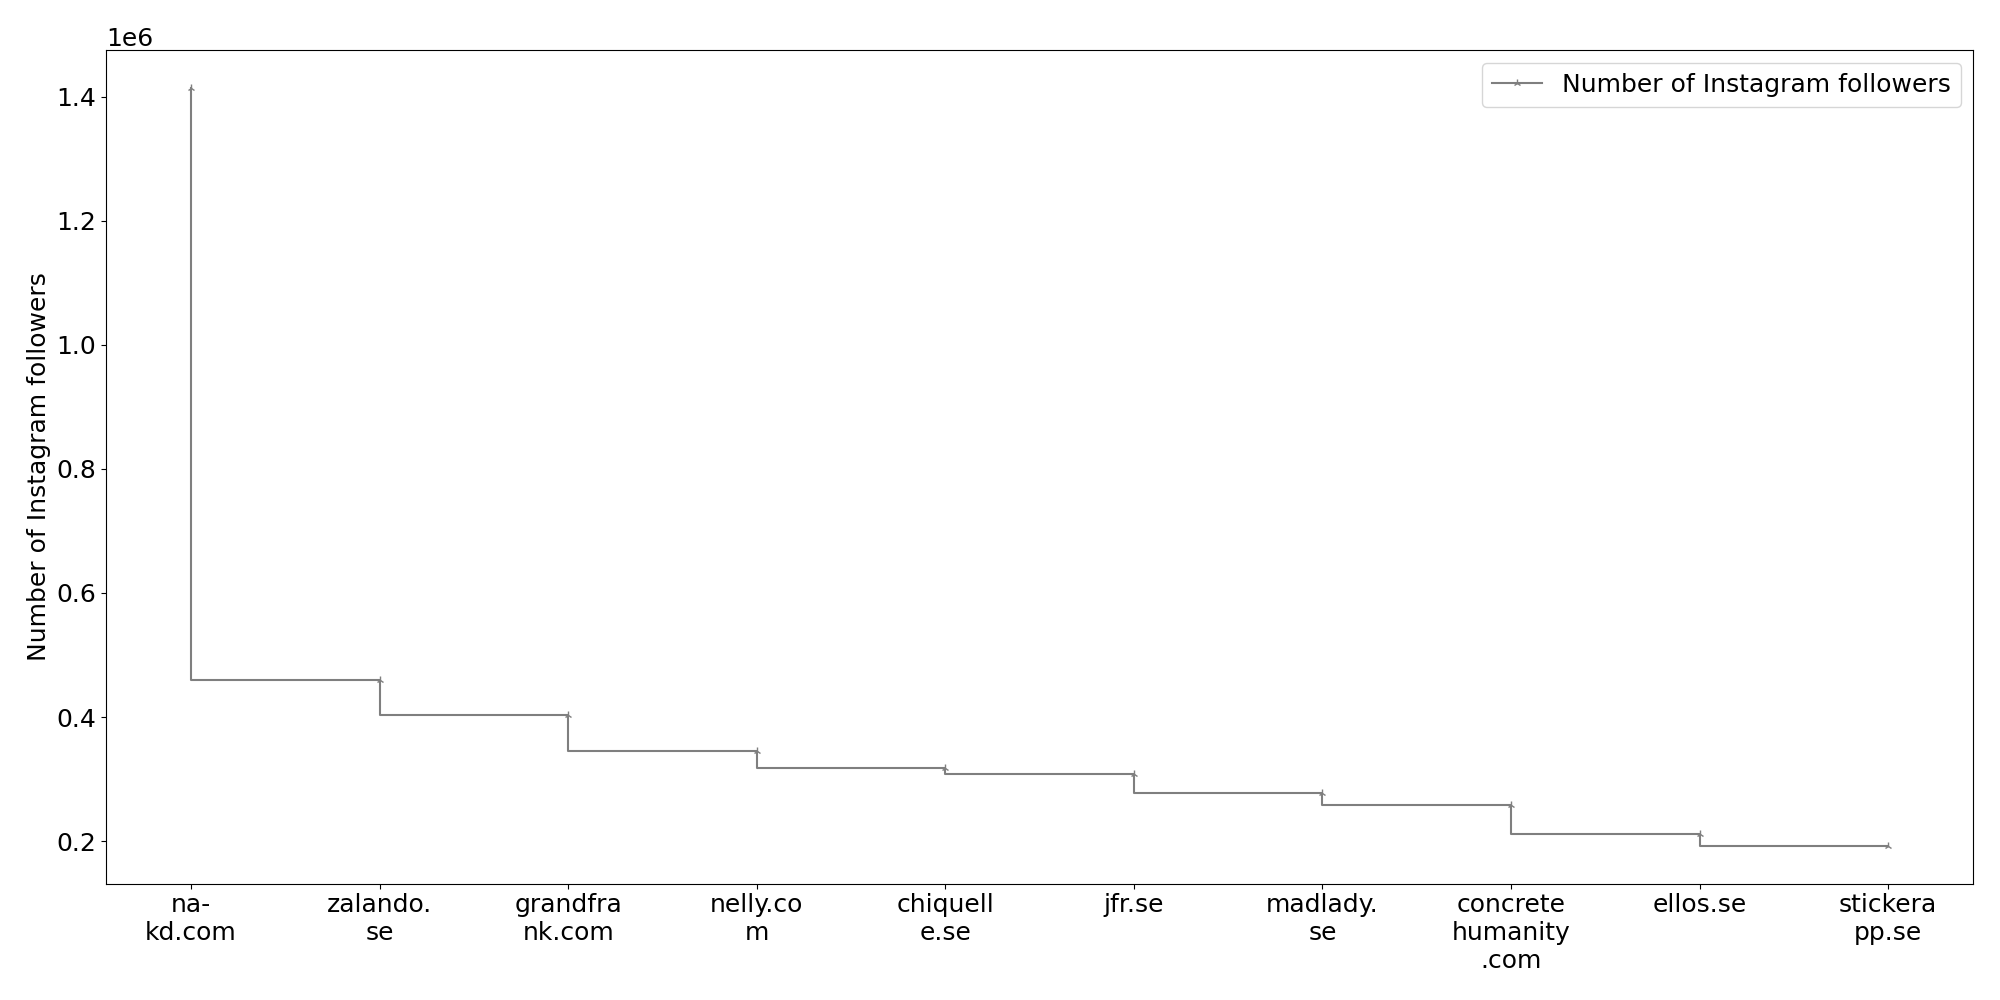 1e6
Number of Instagram followers
1.4
1.2
1.0
0.8
0.6
0.4
0.2
Number of Instagram followers
na-
kd.com
zalando.
se
grandfra
nk.com
nelly.co
m
chiquell
e.se
jfr.se
madlady.
se
concrete
humanity
.com
ellos.se
stickera
pp.se